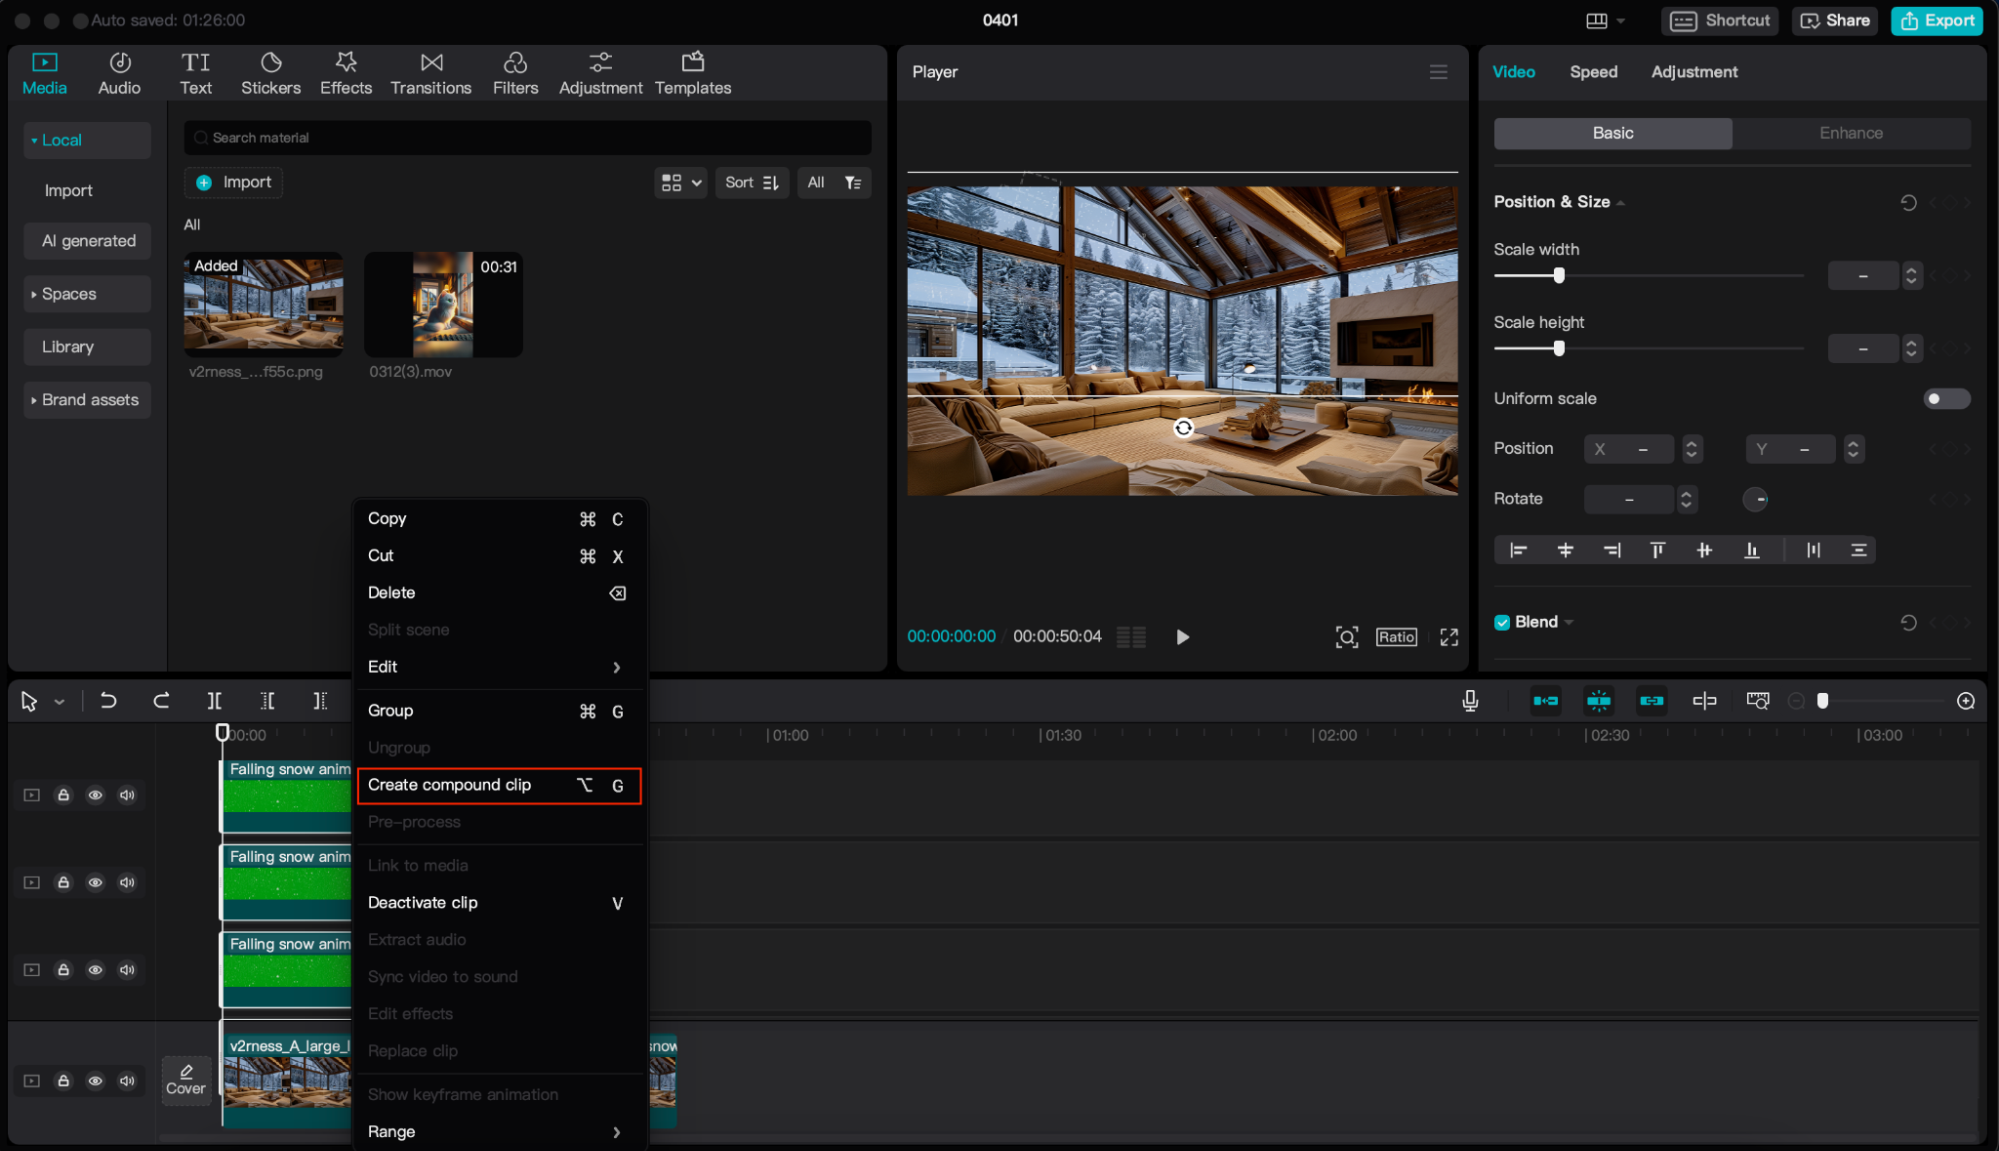 Auto saved: 01:26:00
0401
Shortcut
Share
Export
Media
Audio
TI
Text
Stickers
Effects
Transitions
Filters
Adjustment
Templates
Local
Import
AI generated
Spaces
Library
Brand assets
Search material
Import
Sort
All
All
Added
v2rness_...f55c.png
00:31
0312(3).mov
Player
00:00:00:00
00:00:50:04
Ratio
Video
Speed
Adjustment
Basic
Enhance
Position & Size
Scale width
–
Scale height
–
Uniform scale
Position
X –
Y –
Rotate
–
Blend
Copy ⌘ C
Cut ⌘ X
Delete
Split scene
Edit
Group ⌘ G
Ungroup
Create compound clip ⌥ G
Pre-process
Link to media
Deactivate clip V
Extract audio
Sync video to sound
Edit effects
Replace clip
Show keyframe animation
Range
00:00
01:00
01:30
02:00
02:30
03:00
Falling snow anim
Falling snow anim
Falling snow anim
Cover
v2rness_A_large_l
snow